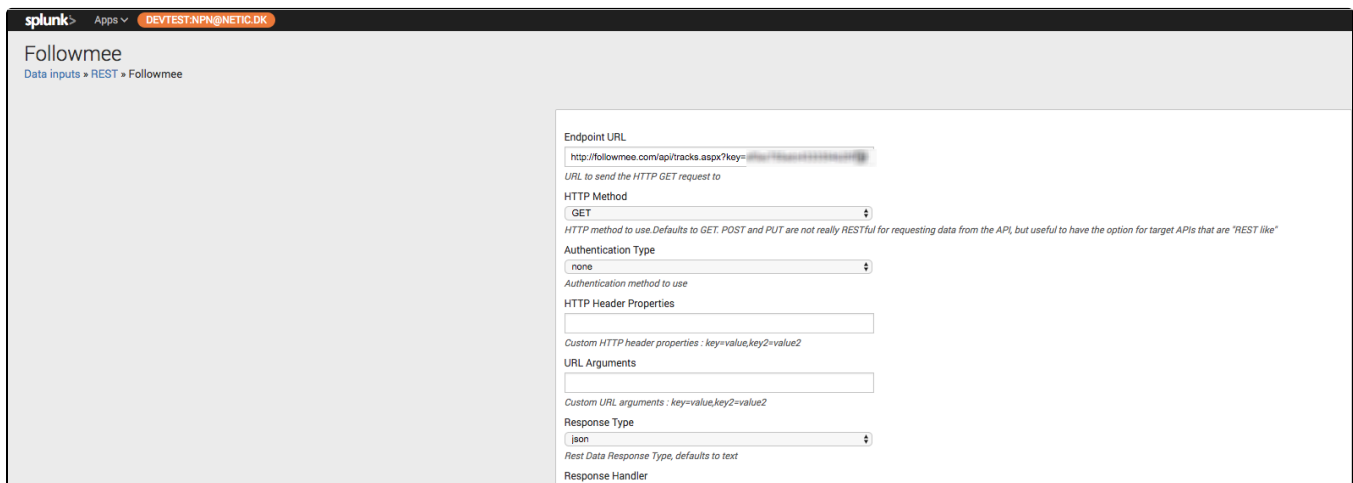 splunk> Apps DEVTEST:NPN@NETIC.DK
Followmee
Data inputs » REST » Followmee
Endpoint URL
http://followmee.com/api/tracks.aspx?key=
URL to send the HTTP GET request to
HTTP Method
GET
HTTP method to use.Defaults to GET. POST and PUT are not really RESTful for requesting data from the API, but useful to have the option for target APIs that are "REST like"
Authentication Type
none
Authentication method to use
HTTP Header Properties
Custom HTTP header properties : key=value,key2=value2
URL Arguments
Custom URL arguments : key=value,key2=value2
Response Type
json
Rest Data Response Type, defaults to text
Response Handler